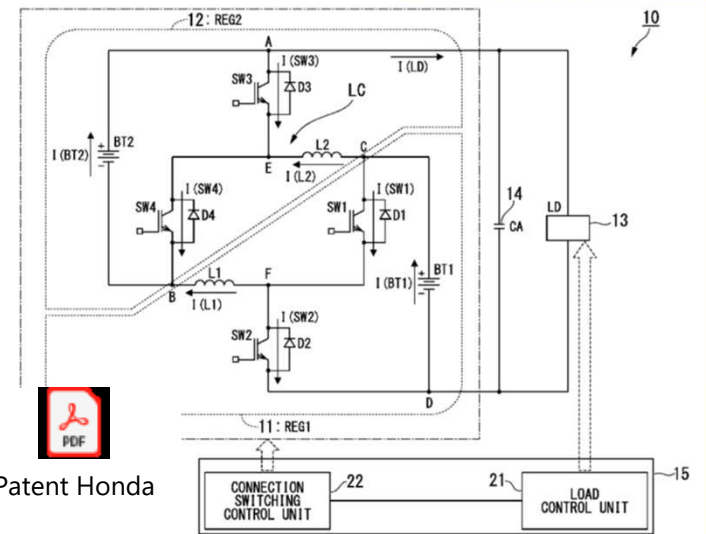 12: REG2
10
A
I (SW3)
SW3
D3
I (LD)
LC
BT2
I (BT2)
L2
C
E
I (L2)
I (SW4)
I (SW1)
SW4
D4
SW1
D1
14
LD
13
CA
L1
F
BT1
B
I (L1)
I (BT1)
I (SW2)
SW2
D2
D
11: REG1
PDF
Patent Honda
15
CONNECTION
SWITCHING
CONTROL UNIT
22
21
LOAD
CONTROL UNIT